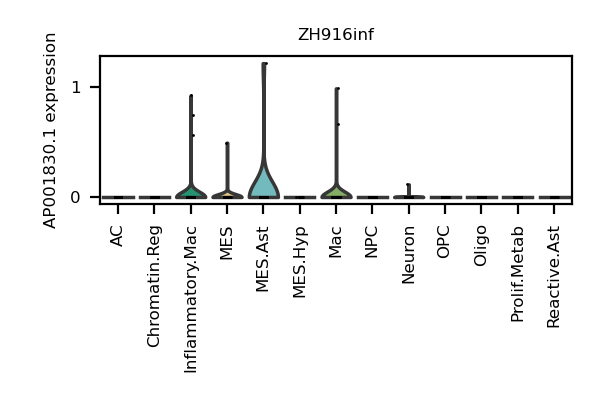 ZH916inf
AP001830.1 expression
1
0
AC
Chromatin.Reg
Inflammatory.Mac
MES
MES.Ast
MES.Hyp
Mac
NPC
Neuron
OPC
Oligo
Prolif.Metab
Reactive.Ast